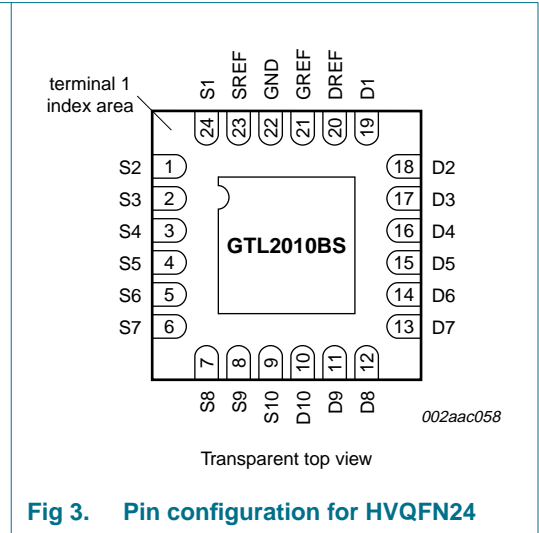 terminal 1
index area
S1
SREF
GND
GREF
DREF
D1
24
23
22
21
20
19
S2 1
S3 2
S4 3
S5 4
S6 5
S7 6
GTL2010BS
18 D2
17 D3
16 D4
15 D5
14 D6
13 D7
7
8
9
10
11
12
S8
S9
S10
D10
D9
D8
002aac058
Transparent top view
Fig 3. Pin configuration for HVQFN24